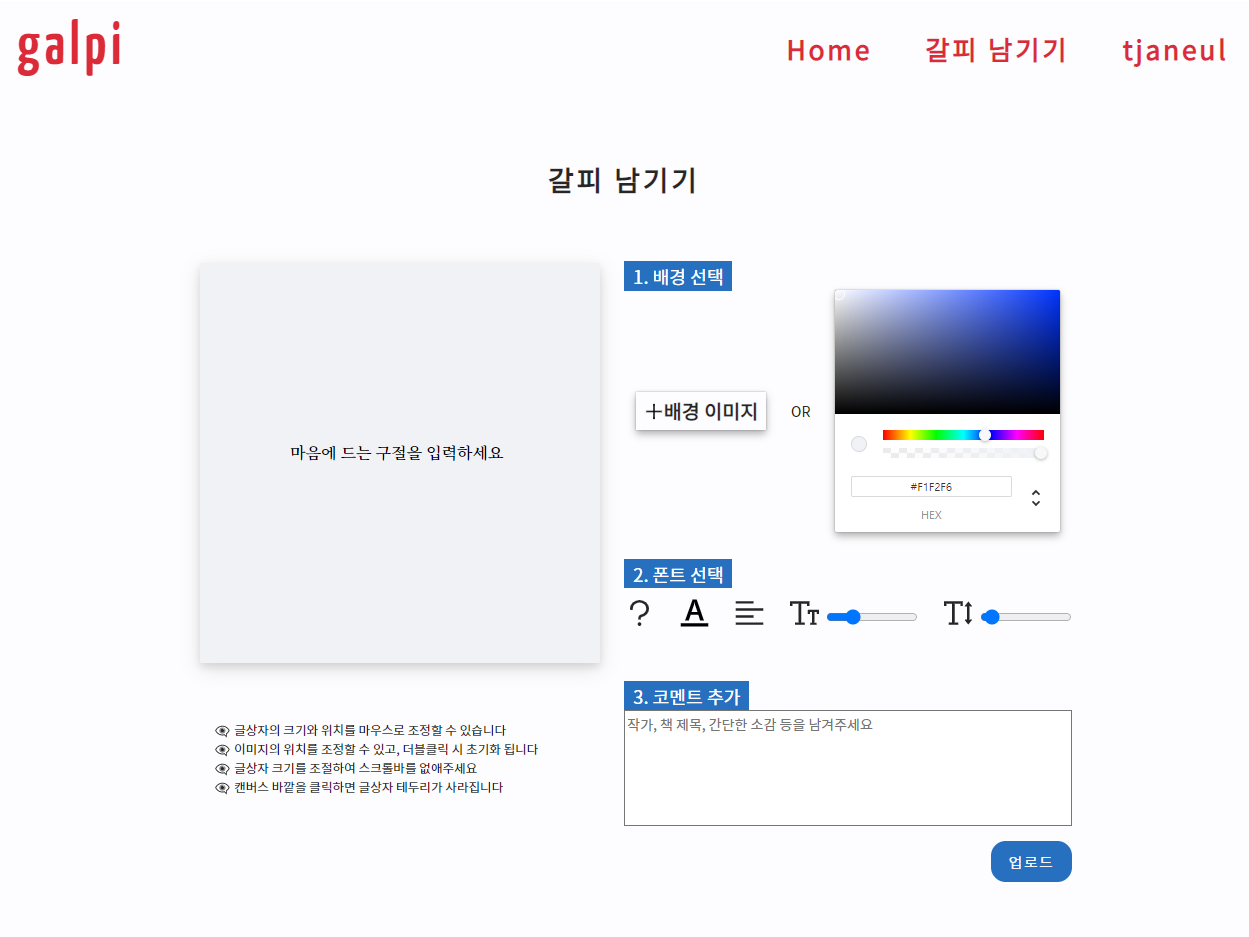 galpi
Home 갈피 남기기 tjaneul
갈피 남기기
마음에 드는 구절을 입력하세요
글상자의 크기와 위치를 마우스로 조정할 수 있습니다
이미지의 위치를 조정할 수 있고, 더블클릭 시 초기화 됩니다
글상자 크기를 조절하여 스크롤바를 없애주세요
캔버스 바깥을 클릭하면 글상자 테두리가 사라집니다
1. 배경 선택
+배경 이미지
OR
#F1F2F6
HEX
2. 폰트 선택
3. 코멘트 추가
작가, 책 제목, 간단한 소감 등을 남겨주세요
업로드